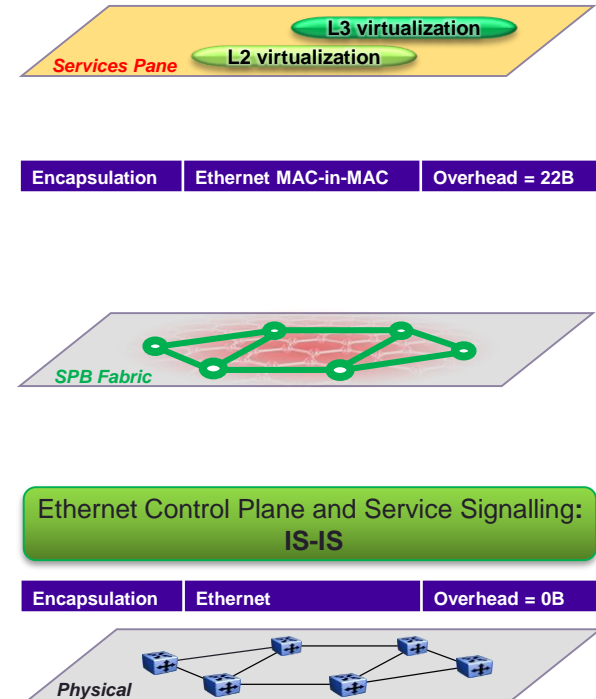 L3 virtualization
L2 virtualization
Services Pane
Encapsulation Ethernet MAC-in-MAC Overhead = 22B
SPB Fabric
Ethernet Control Plane and Service Signalling:
IS-IS
Encapsulation Ethernet Overhead = 0B
Physical